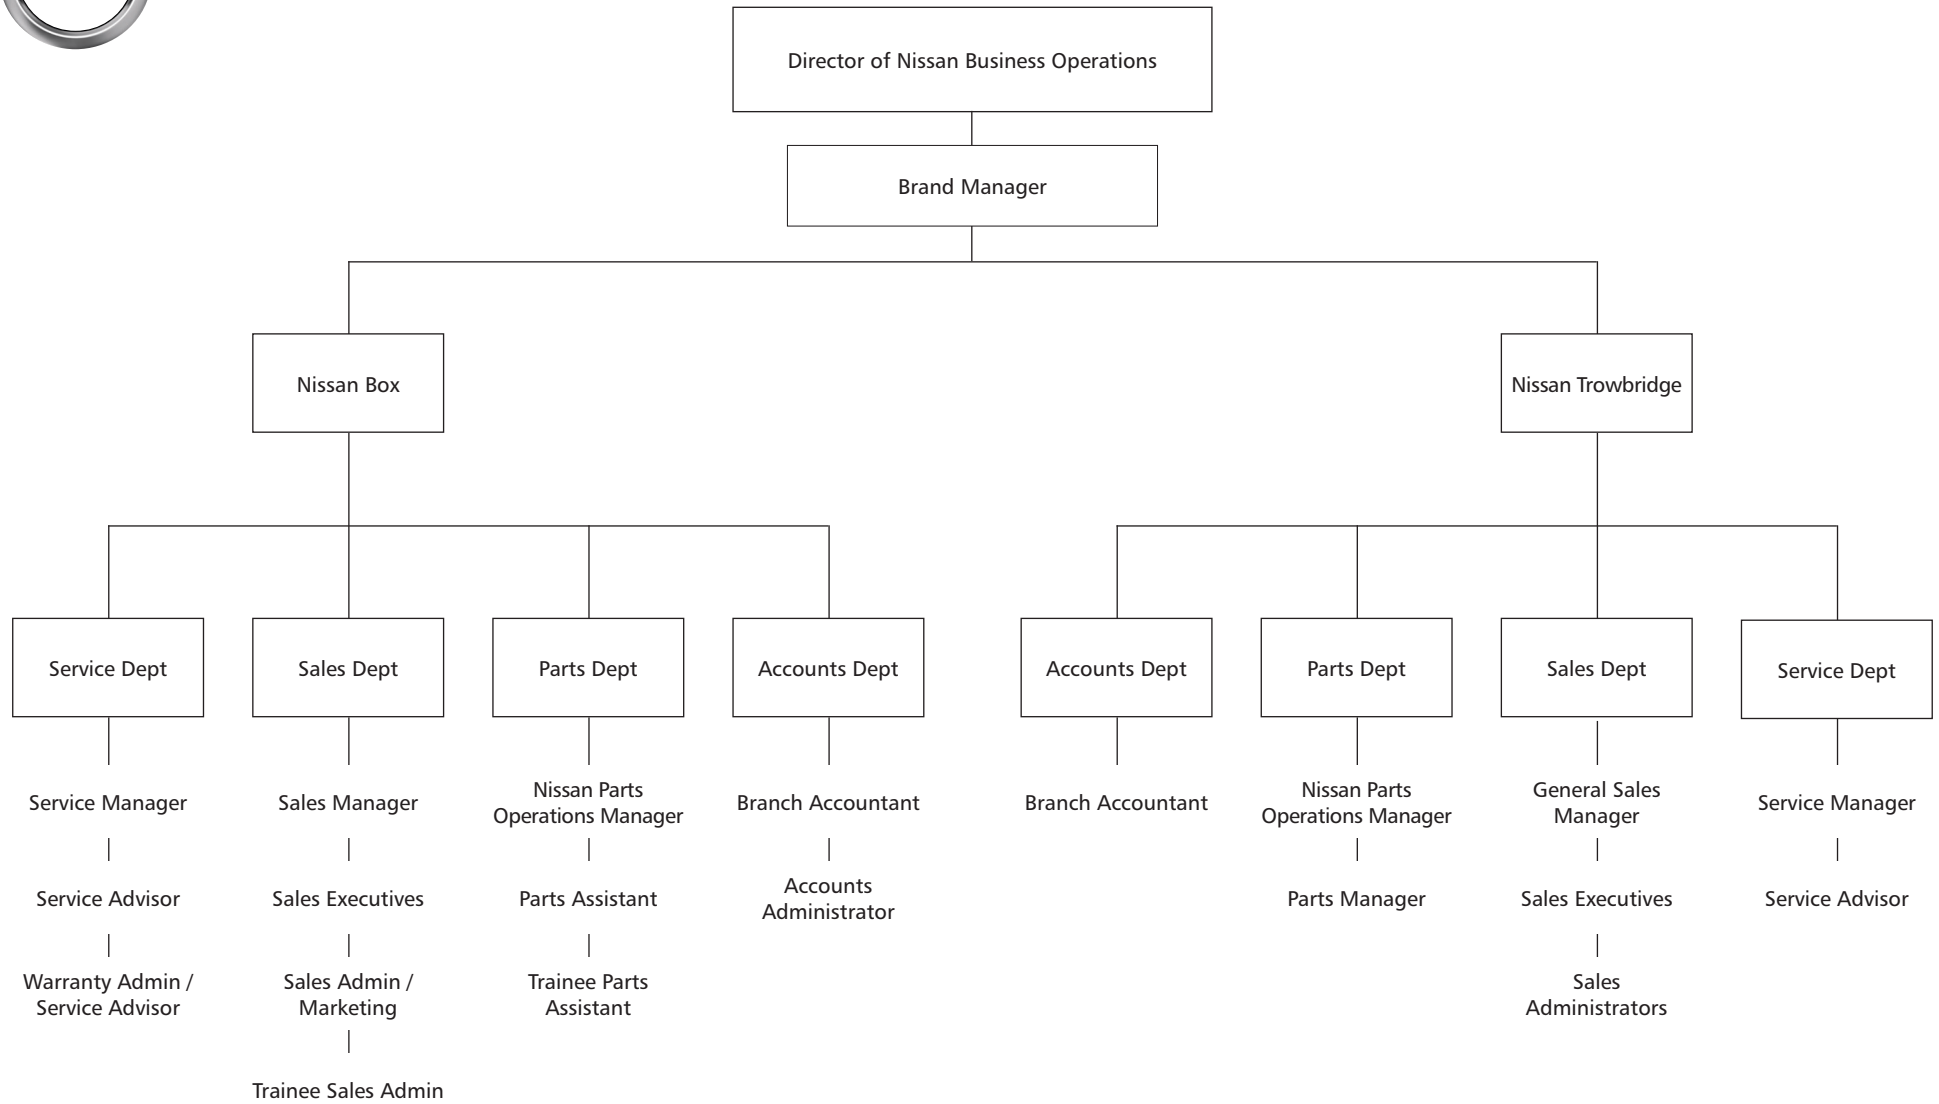 Director of Nissan Business Operations
Brand Manager
Nissan Box
Nissan Trowbridge
Service Dept
Sales Dept
Parts Dept
Accounts Dept
Accounts Dept
Parts Dept
Sales Dept
Service Dept
Service Manager
Sales Manager
Nissan Parts
Operations Manager
Branch Accountant
Branch Accountant
Nissan Parts
Operations Manager
General Sales
Manager
Service Manager
Service Advisor
Sales Executives
Parts Assistant
Accounts
Administrator
Parts Manager
Sales Executives
Service Advisor
Warranty Admin /
Service Advisor
Sales Admin /
Marketing
Trainee Parts
Assistant
Sales
Administrators
Trainee Sales Admin